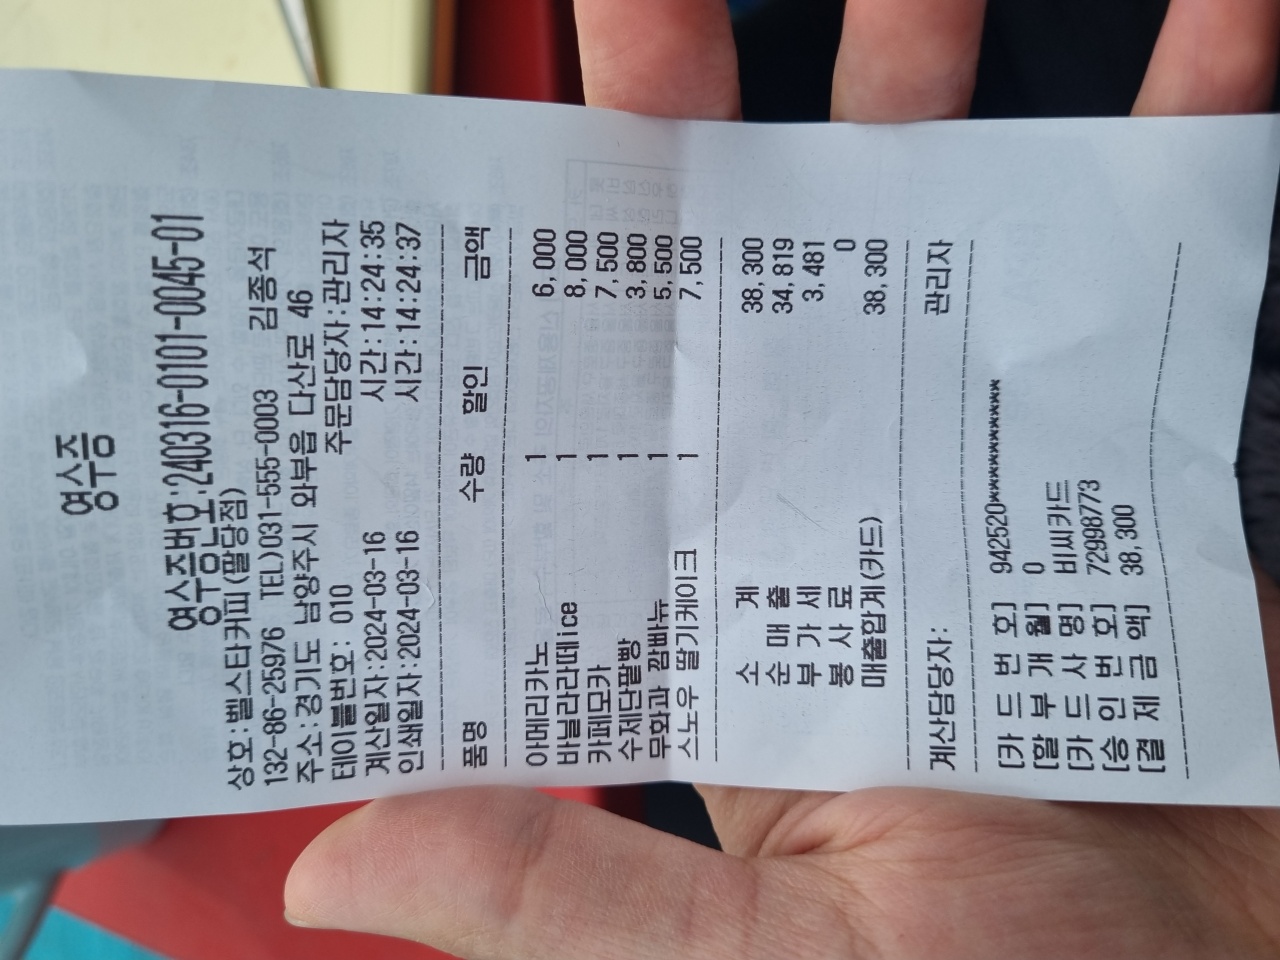 영수증
영수증번호:240316-0101-0045-01
상호:벨스타커피(팔당점)
132-86-25976 TEL)031-555-0003 김종석
주소:경기도 남양주시 와부읍 다산로 46
테이블번호: 010 주문담당자:관리자
계산일자:2024-03-16 시간:14:24:35
인쇄일자:2024-03-16 시간:14:24:37
품명 수량 할인 금액
아메리카노 1 6,000
바닐라라떼ice 1 8,000
카페모카 1 7,500
수제단팥빵 1 3,800
무화과 깜빠뉴 1 5,500
스노우 딸기케이크 1 7,500
소 계 38,300
순 매 출 34,819
부 가 세 3,481
봉 사 료 0
매출합계(카드) 38,300
계산담당자: 관리자
[카 드 번 호] 942520**********
[할 부 개 월] 0
[카 드 사 명] 비씨카드
[승 인 번 호] 72998773
[결 제 금 액] 38,300